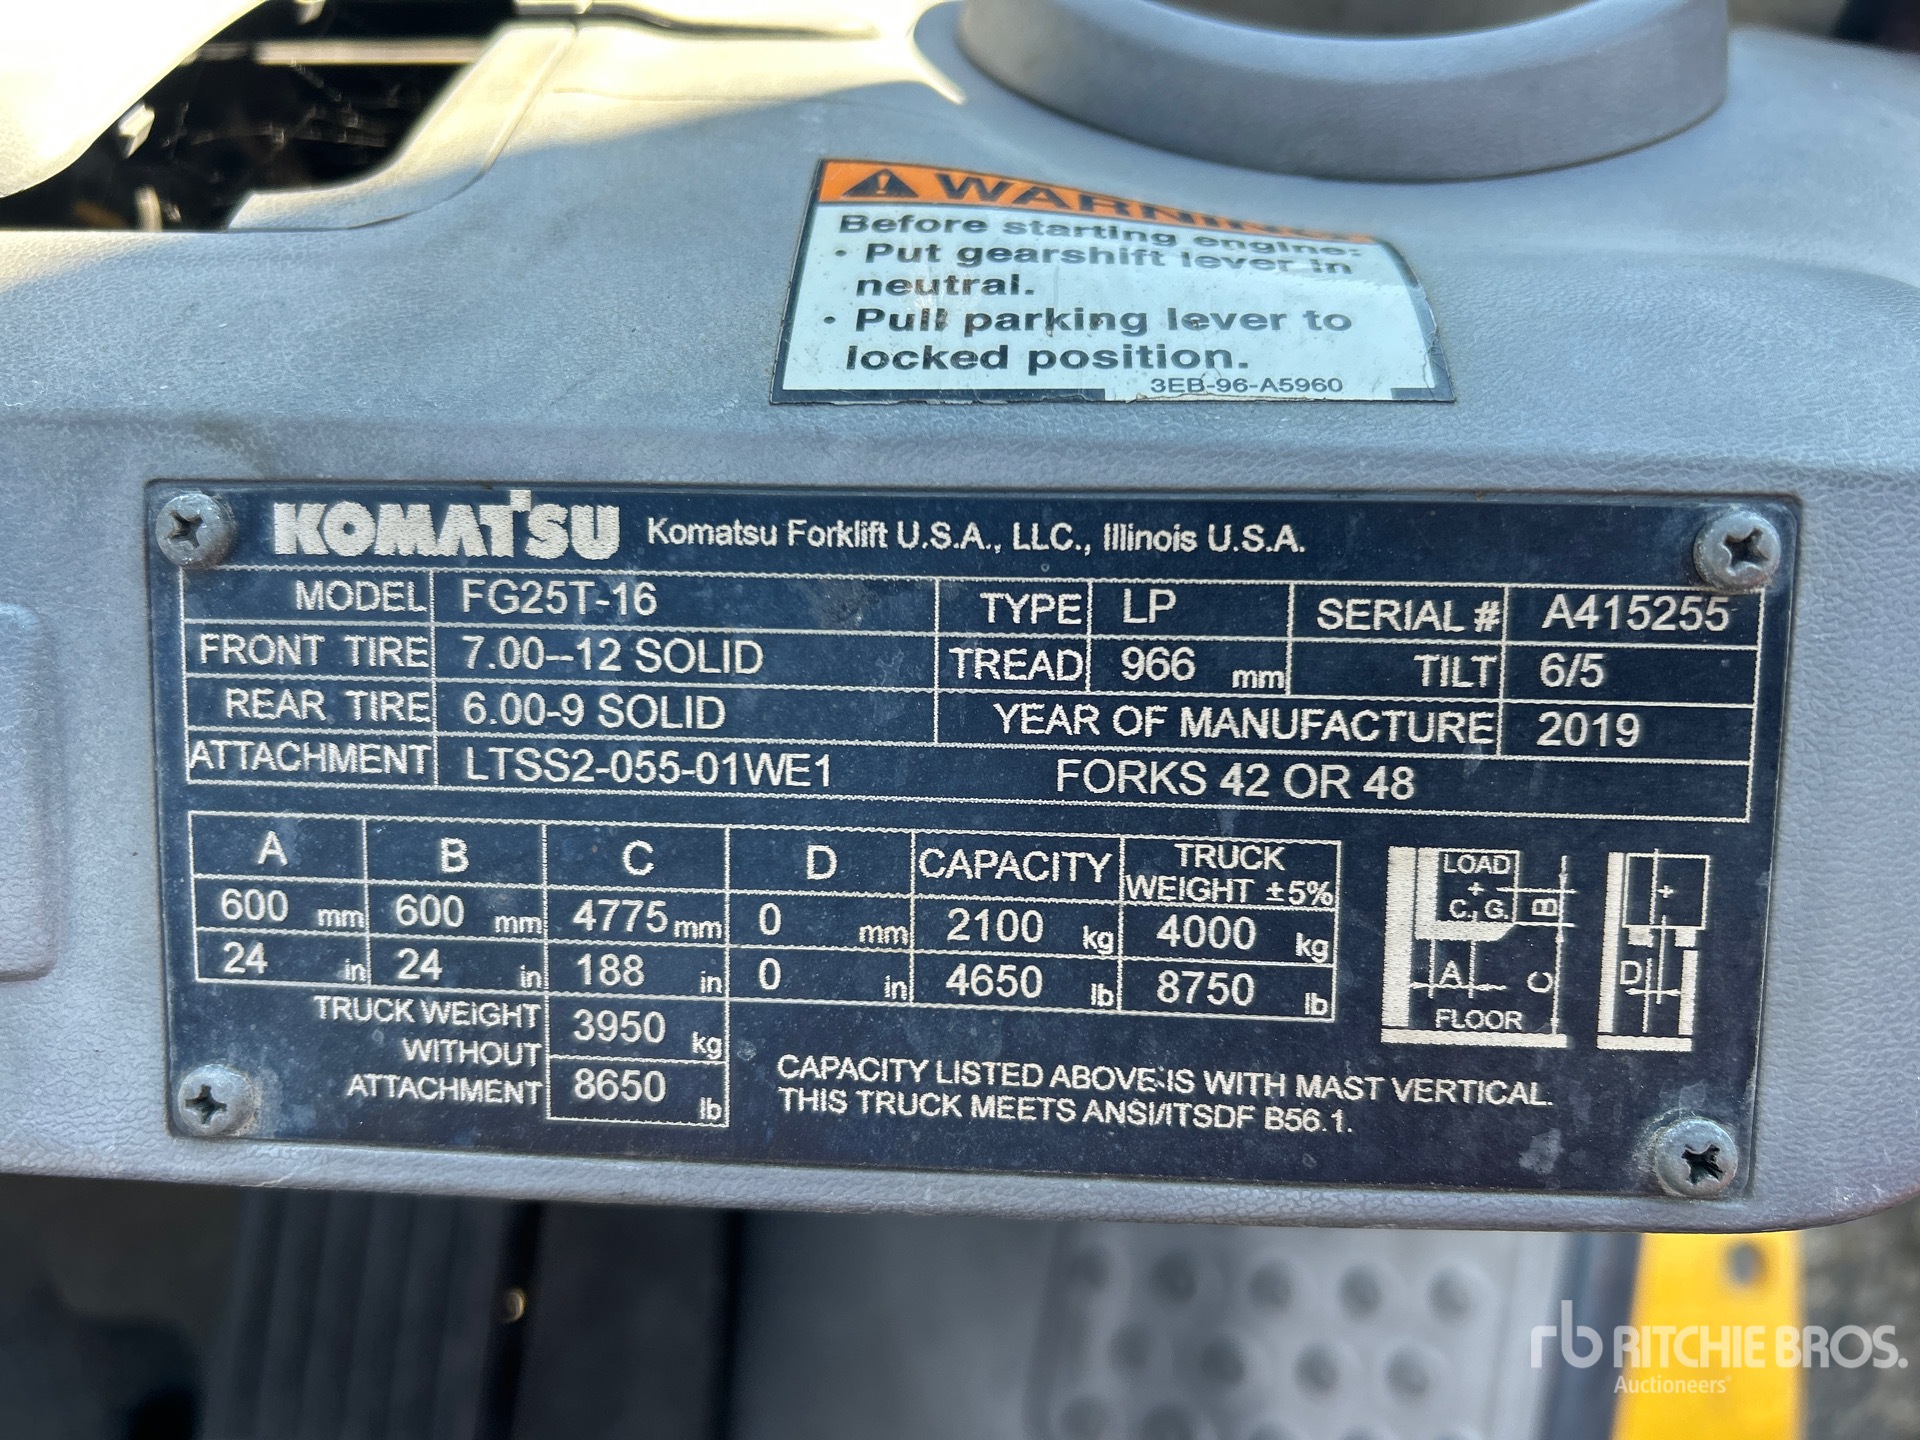 WARNING
Before starting engine:
• Put gearshift lever in
neutral.
• Pull parking lever to
locked position.
3EB-96-A5960
KOMATSU Komatsu Forklift U.S.A., LLC., Illinois U.S.A.
MODEL FG25T-16 TYPE LP SERIAL # A415255
FRONT TIRE 7.00--12 SOLID TREAD 966 mm TILT 6/5
REAR TIRE 6.00-9 SOLID YEAR OF MANUFACTURE 2019
ATTACHMENT LTSS2-055-01WE1 FORKS 42 OR 48
A B C D CAPACITY TRUCK WEIGHT ±5%
600 mm 600 mm 4775 mm 0 mm 2100 kg 4000 kg
24 in 24 in 188 in 0 in 4650 lb 8750 lb
TRUCK WEIGHT WITHOUT ATTACHMENT 3950 kg
8650 lb
LOAD
C. G. B
A C D
FLOOR
CAPACITY LISTED ABOVE IS WITH MAST VERTICAL.
THIS TRUCK MEETS ANSI/ITSDF B56.1.
rb RITCHIE BROS.
Auctioneers